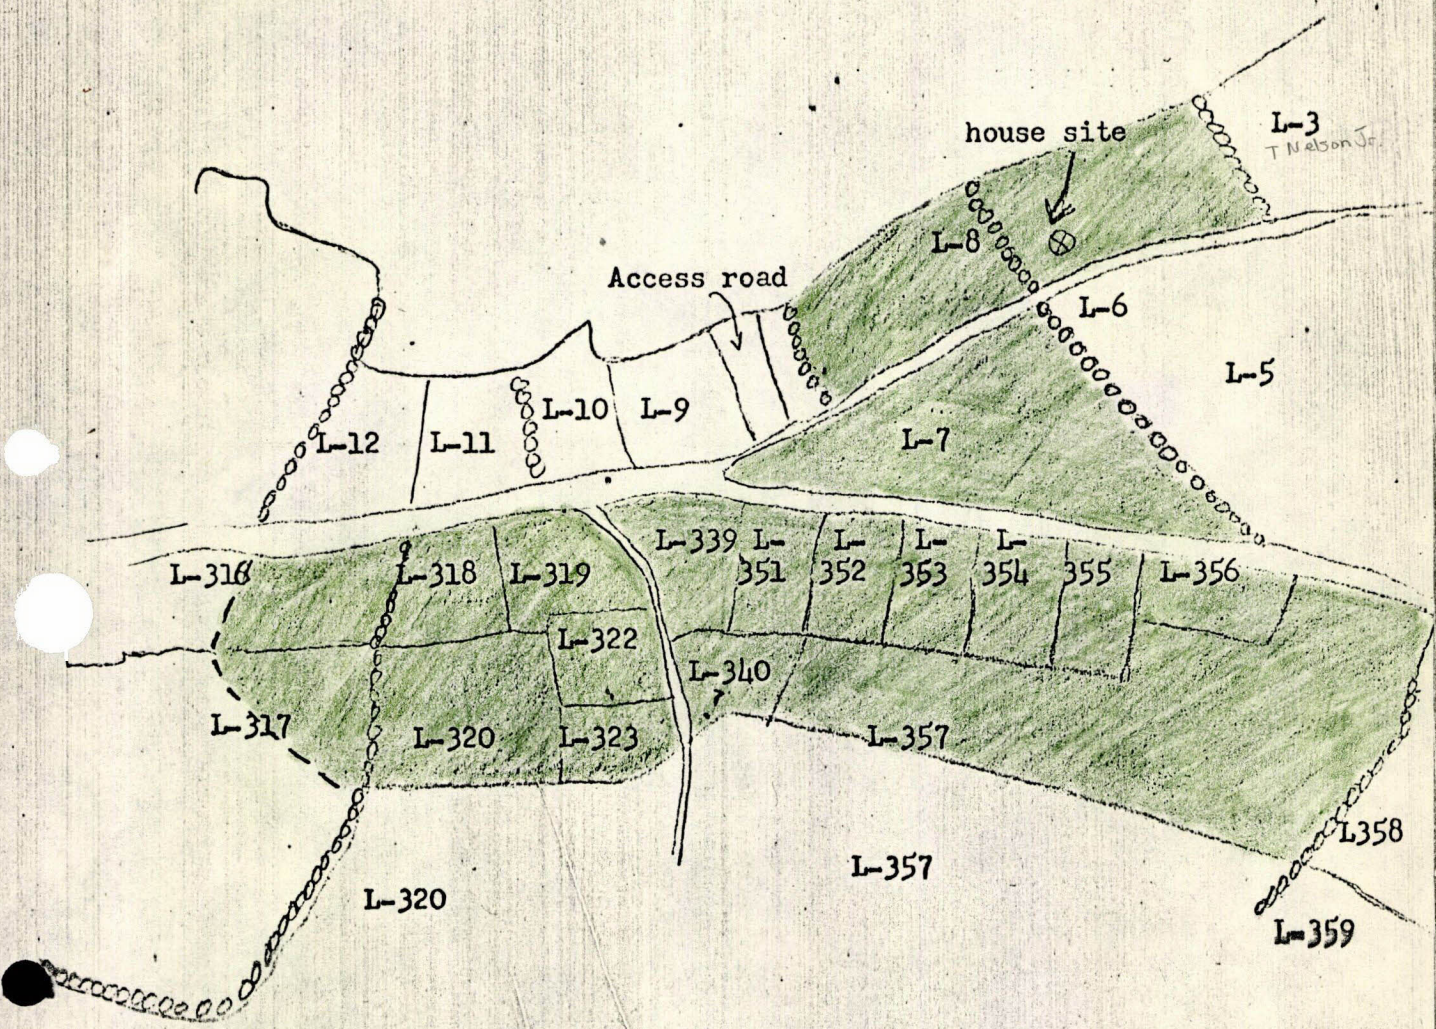 house site
L-3
T Nelson Jr.
L-8
Access road
L-6
L-5
L-10
L-9
L-12
L-11
L-7
L-339
L-
351
L-
352
L-
353
L-
354
355
L-356
L-316
L-318
L-319
L-322
L-340
L-317
L-320
L-323
L-357
L358
L-357
L-320
L-359